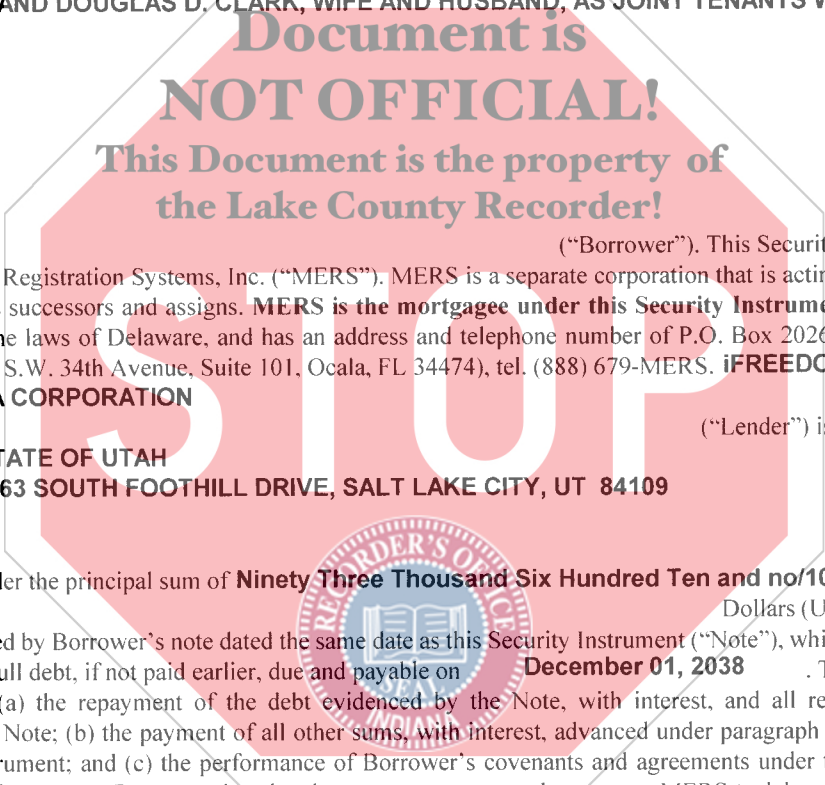 AND DOUGLAS D. CLARK, WIFE AND HUSBAND, AS JOINT TENANTS W
Document is
NOT OFFICIAL!
This Document is the property of
the Lake County Recorder!
("Borrower"). This Securit
Registration Systems, Inc. ("MERS"). MERS is a separate corporation that is actin
successors and assigns. MERS is the mortgagee under this Security Instrume
e laws of Delaware, and has an address and telephone number of P.O. Box 2026
S.W. 34th Avenue, Suite 101, Ocala, FL 34474), tel. (888) 679-MERS. iFREEDO
A CORPORATION
("Lender") is
STOP
TATE OF UTAH
63 SOUTH FOOTHILL DRIVE, SALT LAKE CITY, UT 84109
RECORDER'S OFFICE
SEAL
INDIANA
der the principal sum of Ninety Three Thousand Six Hundred Ten and no/10
Dollars (U
ed by Borrower's note dated the same date as this Security Instrument ("Note"), whi
ull debt, if not paid earlier, due and payable on December 01, 2038 . T
(a) the repayment of the debt evidenced by the Note, with interest, and all re
Note; (b) the payment of all other sums, with interest, advanced under paragraph
rument; and (c) the performance of Borrower's covenants and agreements under t